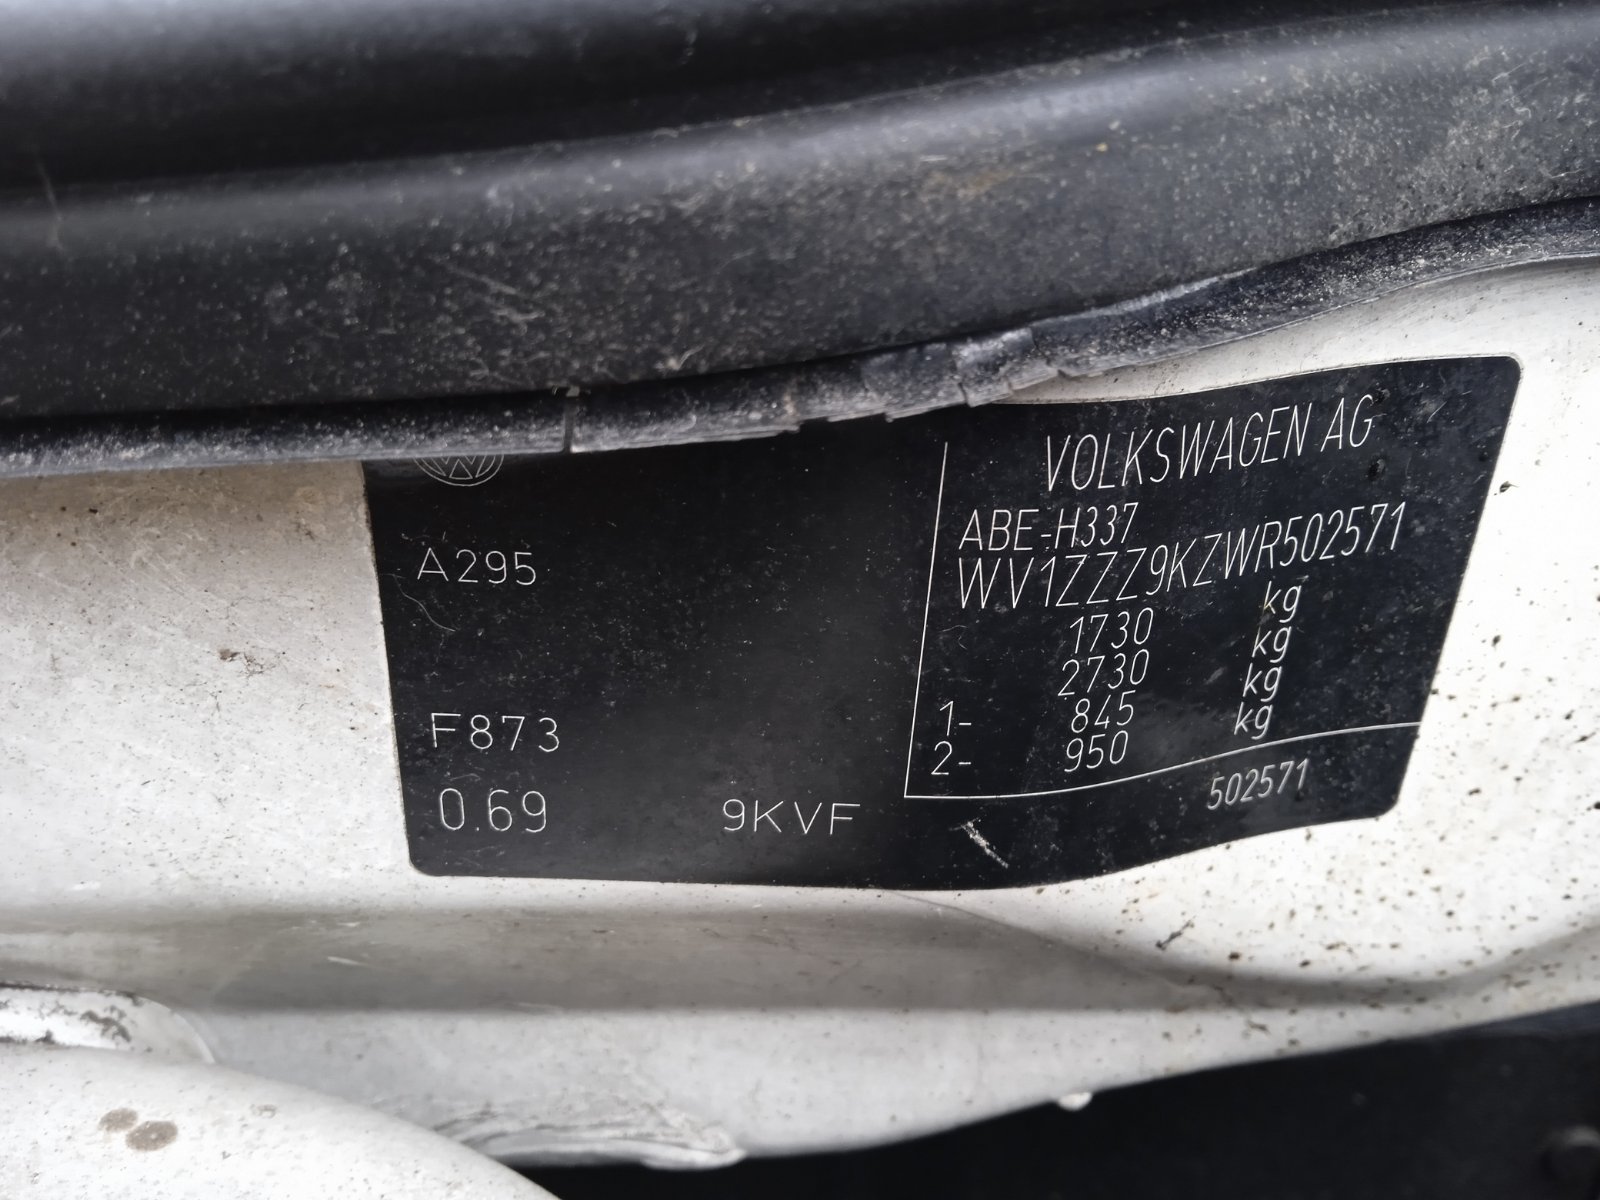 VOLKSWAGEN AG
ABE-H337
WV1ZZZ9KZWR502571
1730 kg
2730 kg
1- 845 kg
2- 950 kg
502571
A295
F873
0.69 9KVF